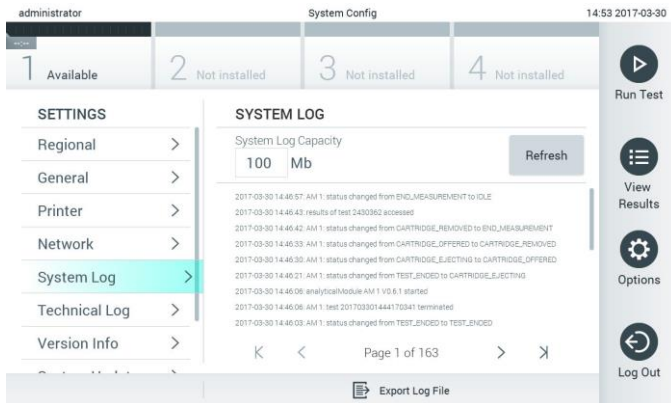 administrator System Config 14:53 2017-03-30
--:--
1 Available 2 Not installed 3 Not installed 4 Not installed
Run Test
SETTINGS
Regional
General
Printer
Network
System Log
Technical Log
Version Info
SYSTEM LOG
System Log Capacity
100 Mb
Refresh
2017-03-30 14:46:57: AM 1: status changed from END_MEASUREMENT to IDLE
2017-03-30 14:46:43: results of test 2430362 accessed
2017-03-30 14:46:42: AM 1: status changed from CARTRIDGE_REMOVED to END_MEASUREMENT
2017-03-30 14:46:33: AM 1: status changed from CARTRIDGE_OFFERED to CARTRIDGE_REMOVED
2017-03-30 14:46:30: AM 1: status changed from CARTRIDGE_EJECTING to CARTRIDGE_OFFERED
2017-03-30 14:46:21: AM 1: status changed from TEST_ENDED to CARTRIDGE_EJECTING
2017-03-30 14:46:06: analyticalModule AM 1 V0.6.1 started
2017-03-30 14:46:06: AM 1: test 201703301444170341 terminated
2017-03-30 14:46:03: AM 1: status changed from TEST_ENDED to TEST_ENDED
Page 1 of 163
Export Log File
View
Results
Options
Log Out